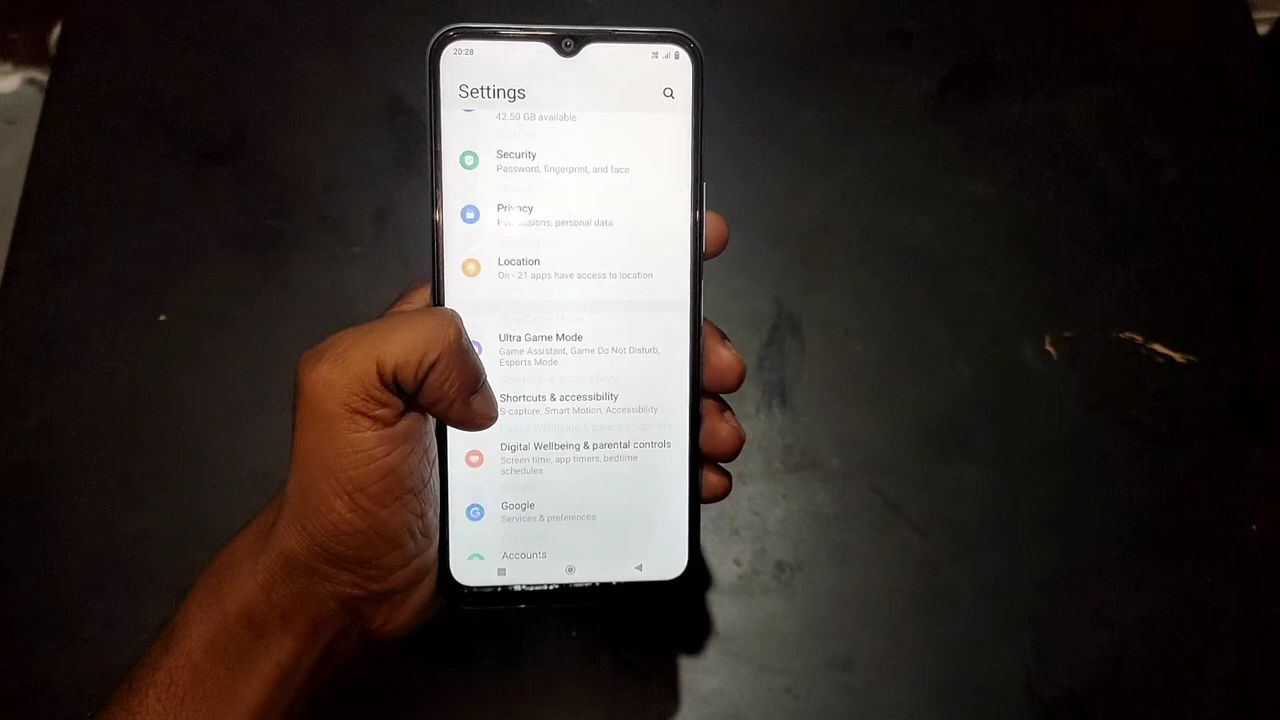 20:28
Settings
42.50 GB available
Security
Password, fingerprint, and face
Privacy
personal data
Location
On - 21 apps have access to location
Ultra Game Mode
Game Assistant, Game Do Not Disturb,
Esports Mode
Shortcuts & accessibility
S-capture, Smart Motion, Accessibility
Digital Wellbeing & parental controls
Screen time, app timers, bedtime
schedules
Google
Services & preferences
Accounts